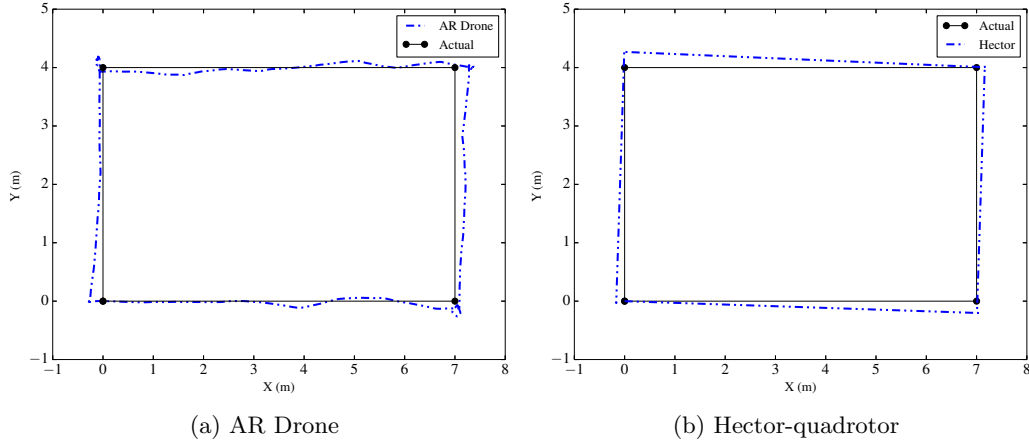 5
4
3
2
1
0
−1
−1 0 1 2 3 4 5 6 7 8
X (m)
Y (m)
AR Drone
Actual
(a) AR Drone
5
4
3
2
1
0
−1
−1 0 1 2 3 4 5 6 7 8
X (m)
Y (m)
Actual
Hector
(b) Hector-quadrotor